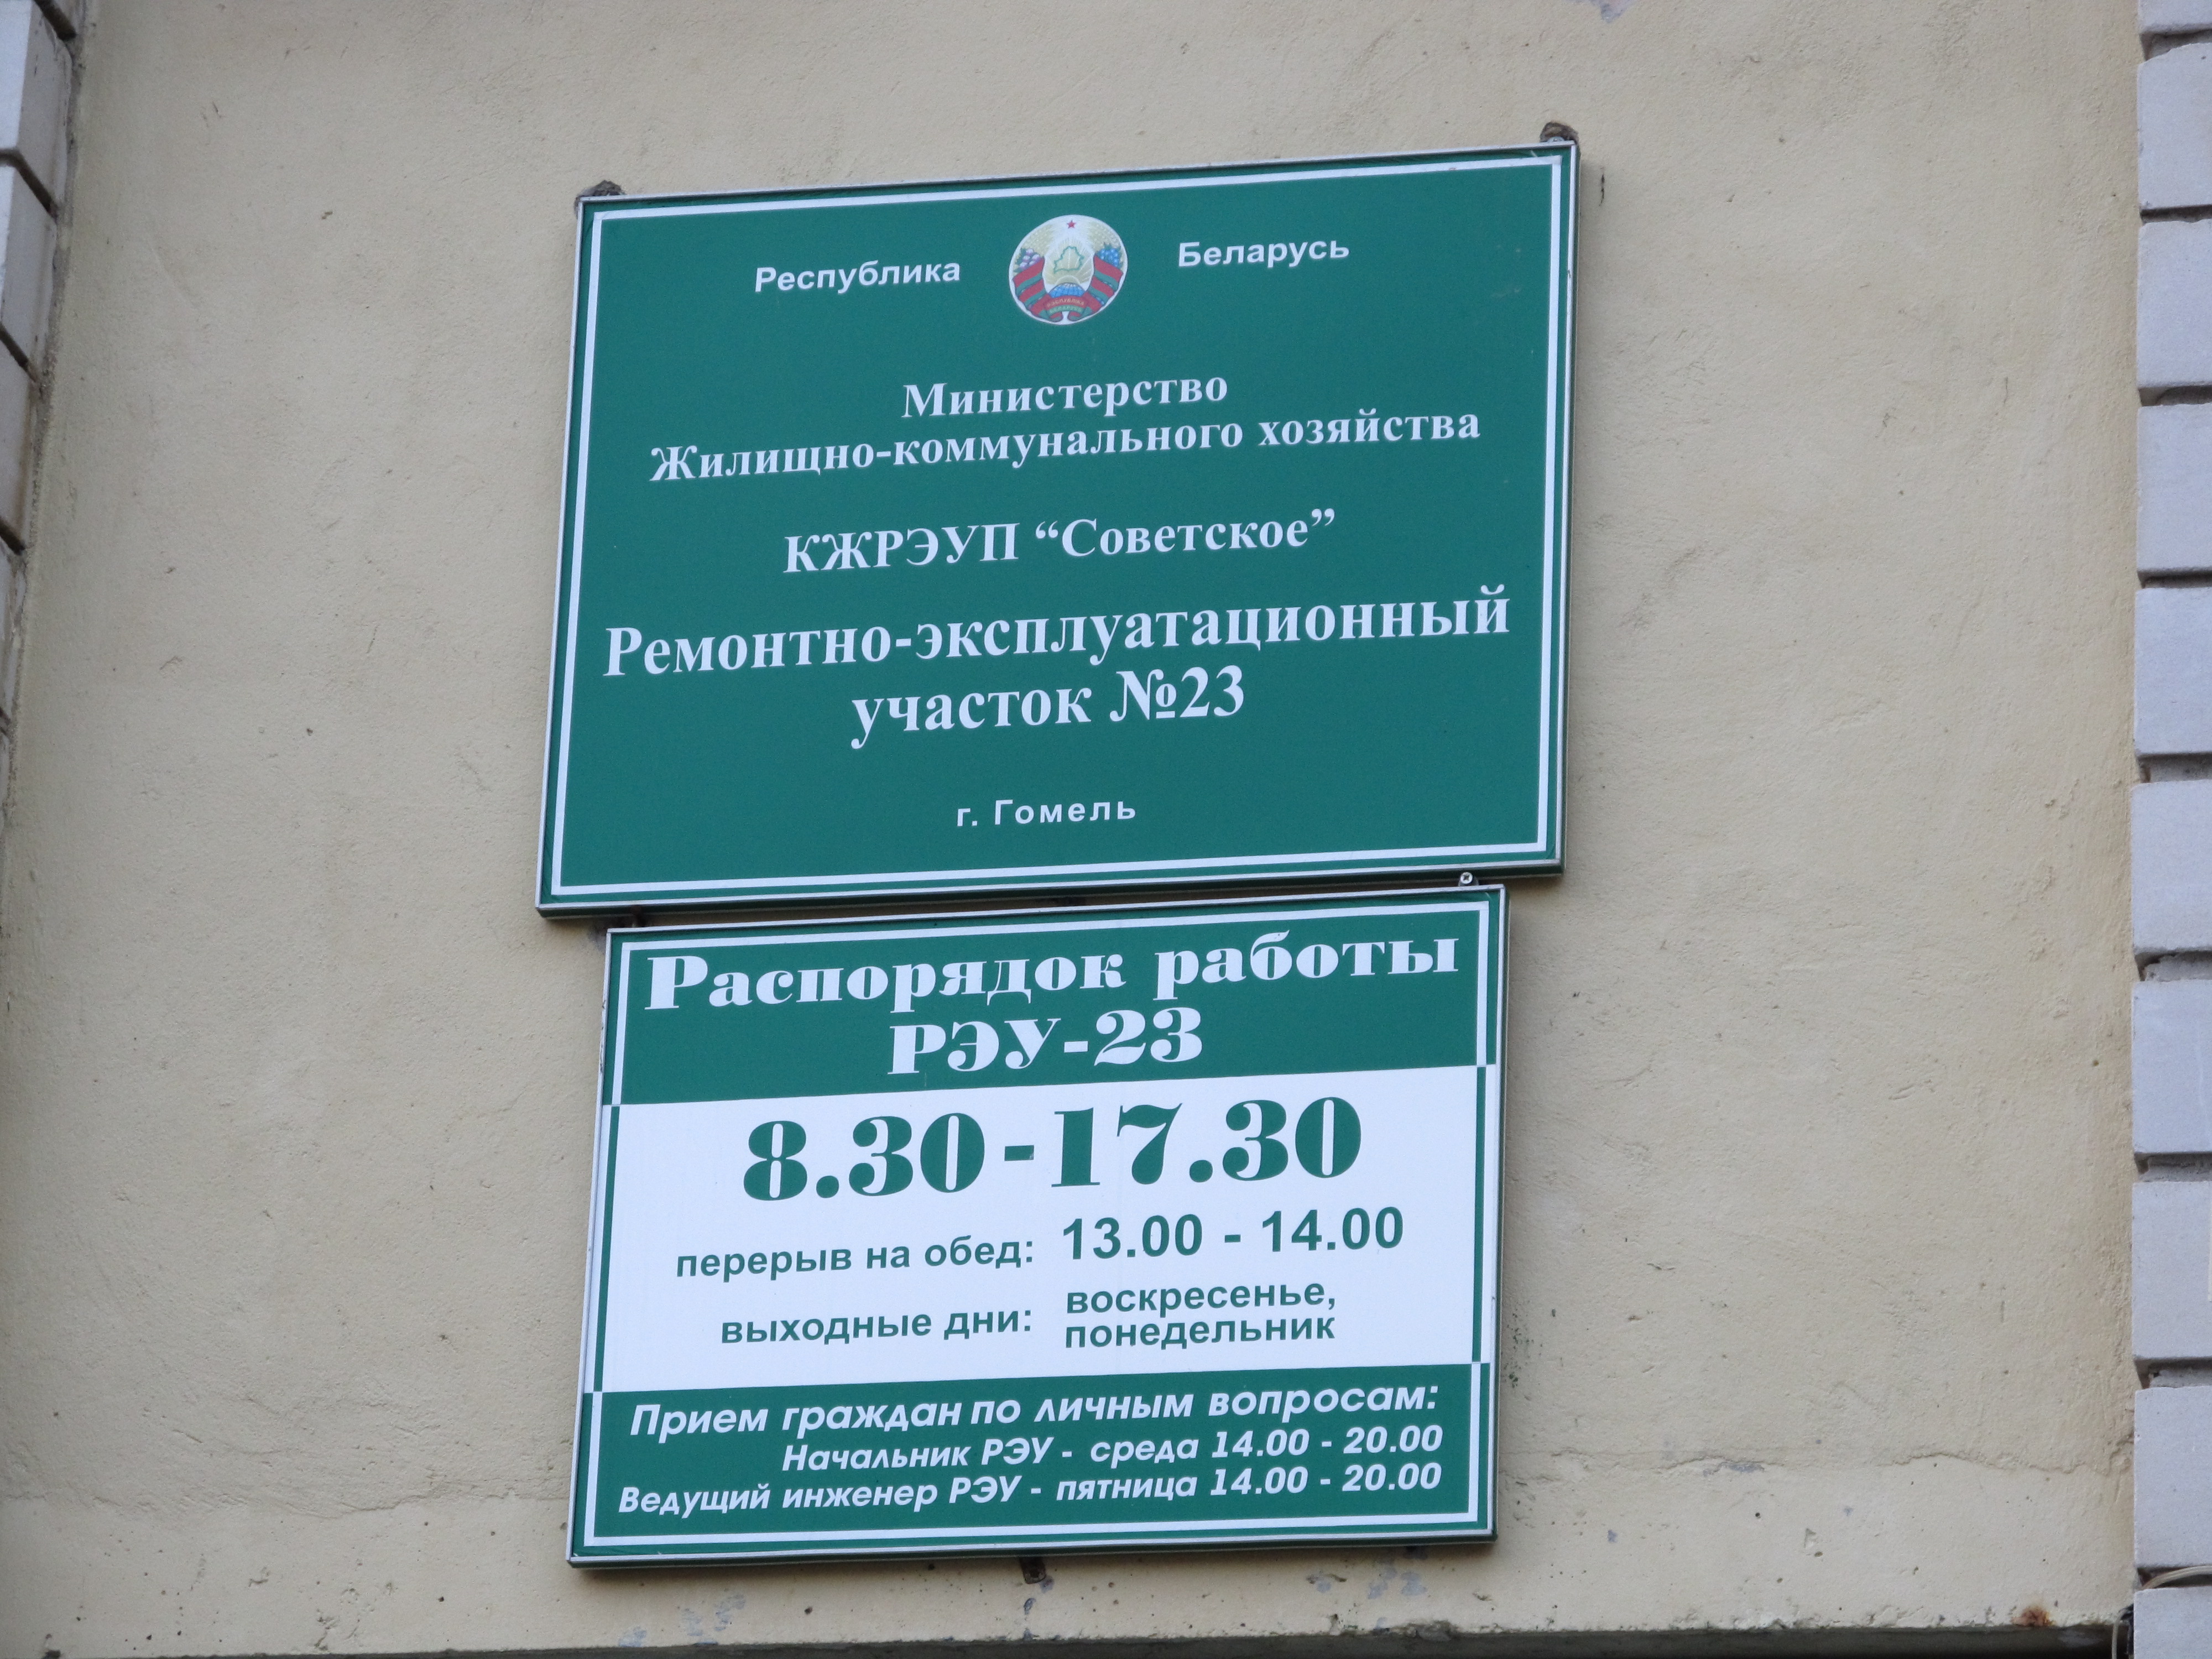 Республика Беларусь
Министерство
Жилищно-коммунального хозяйства
КЖРЭУП “Советское”
Ремонтно-эксплуатационный
участок №23
г. Гомель
Распорядок работы
РЭУ-23
8.30-17.30
перерыв на обед: 13.00 - 14.00
выходные дни: воскресенье,
понедельник
Прием граждан по личным вопросам:
Начальник РЭУ - среда 14.00 - 20.00
Ведущий инженер РЭУ - пятница 14.00 - 20.00